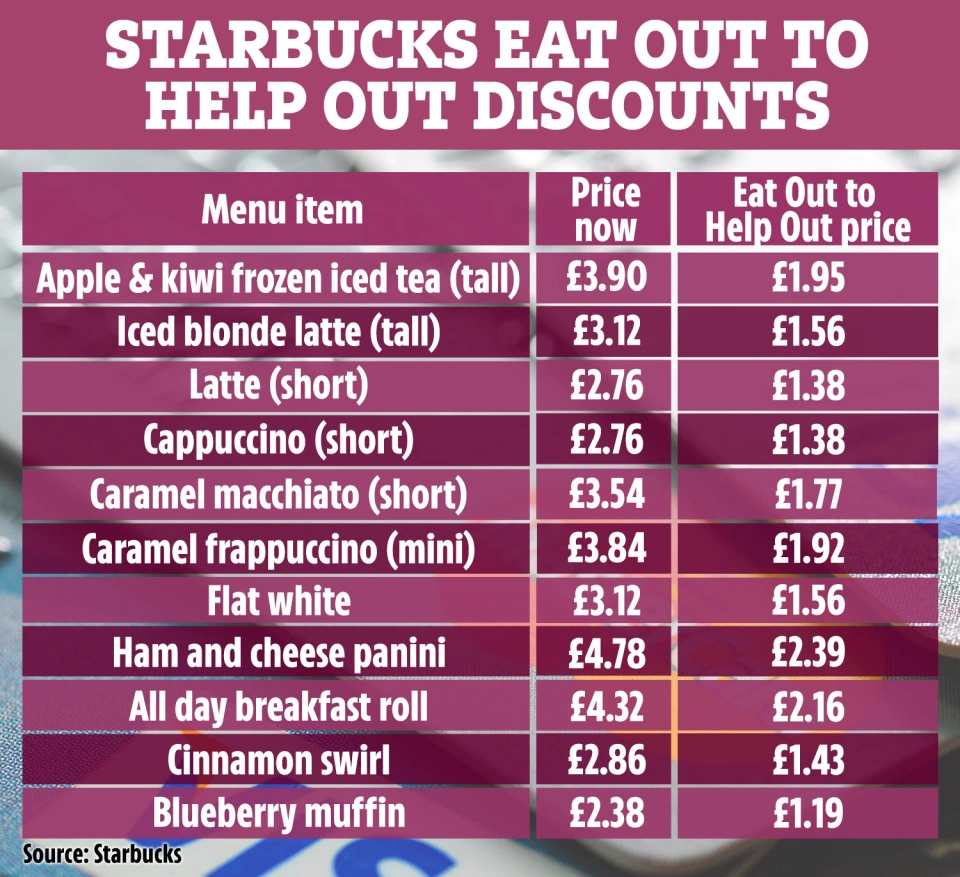 STARBUCKS EAT OUT TO
HELP OUT DISCOUNTS
Menu item
Price
now
Eat Out to
Help Out price
Apple & kiwi frozen iced tea (tall) £3.90 £1.95
Iced blonde latte (tall) £3.12 £1.56
Latte (short) £2.76 £1.38
Cappuccino (short) £2.76 £1.38
Caramel macchiato (short) £3.54 £1.77
Caramel frappuccino (mini) £3.84 £1.92
Flat white £3.12 £1.56
Ham and cheese panini £4.78 £2.39
All day breakfast roll £4.32 £2.16
Cinnamon swirl £2.86 £1.43
Blueberry muffin £2.38 £1.19
Source: Starbucks